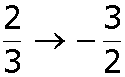 2/3 → - 3/2